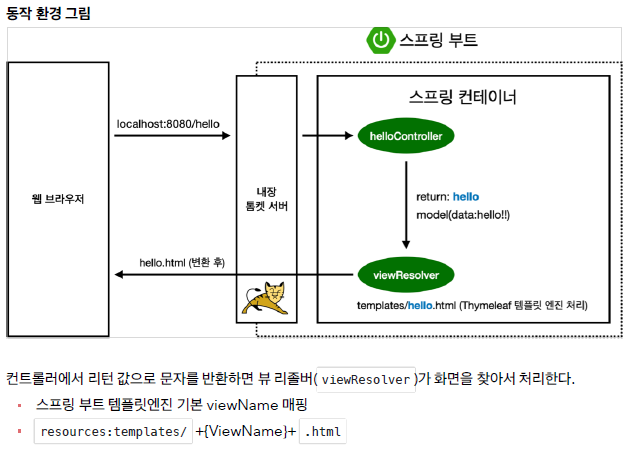 동작 환경 그림
스프링 부트
스프링 컨테이너
localhost:8080/hello
helloController
웹 브라우저
내장
톰켓 서버
return: hello
model(data:hello!!)
hello.html (변환 후)
viewResolver
templates/hello.html (Thymeleaf 템플릿 엔진 처리)
컨트롤러에서 리턴 값으로 문자를 반환하면 뷰 리졸버( viewResolver )가 화면을 찾아서 처리한다.
스프링 부트 템플릿엔진 기본 viewName 매핑
resources:templates/ +{ViewName}+ .html